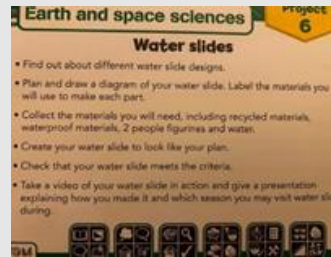 Earth and space sciences
Project
6
Water slides
• Find out about different water slide designs.
• Plan and draw a diagram of your water slide. Label the materials you
will use to make each part.
• Collect the materials you will need, including recycled materials,
waterproof materials, 2 people figurines and water.
• Create your water slide to look like your plan.
• Check that your water slide meets the criteria.
• Take a video of your water slide in action and give a presentation
explaining how you made it and which season you may visit water
during.